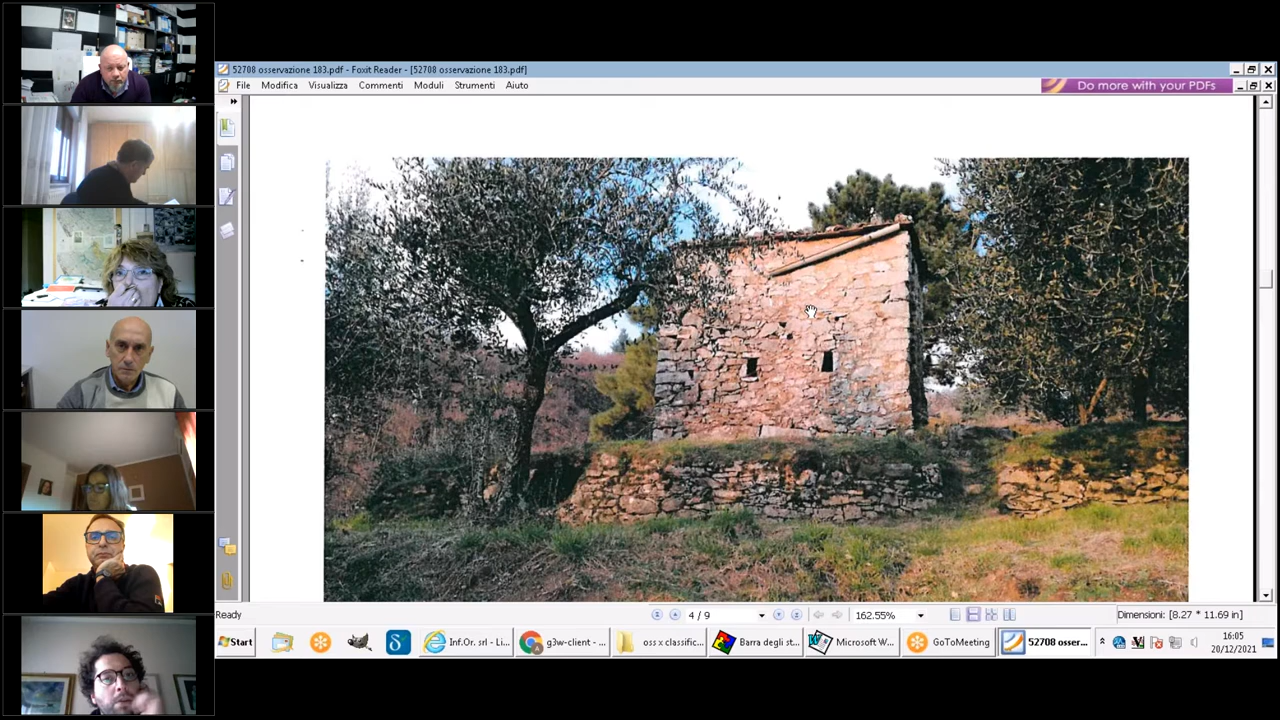 52708 osservazione 183.pdf - Foxit Reader - [52708 osservazione 183.pdf]
File Modifica Visualizza Commenti Moduli Strumenti Aiuto
Do more with your PDFs
Ready
4 / 9
162.55%
Dimensioni: [8.27 * 11.69 in]
Start
Inf.Or. srl - Li...
g3w-client - ...
oss x classific...
Barra degli st...
Microsoft W...
GoToMeeting
52708 osser...
16:05
20/12/2021